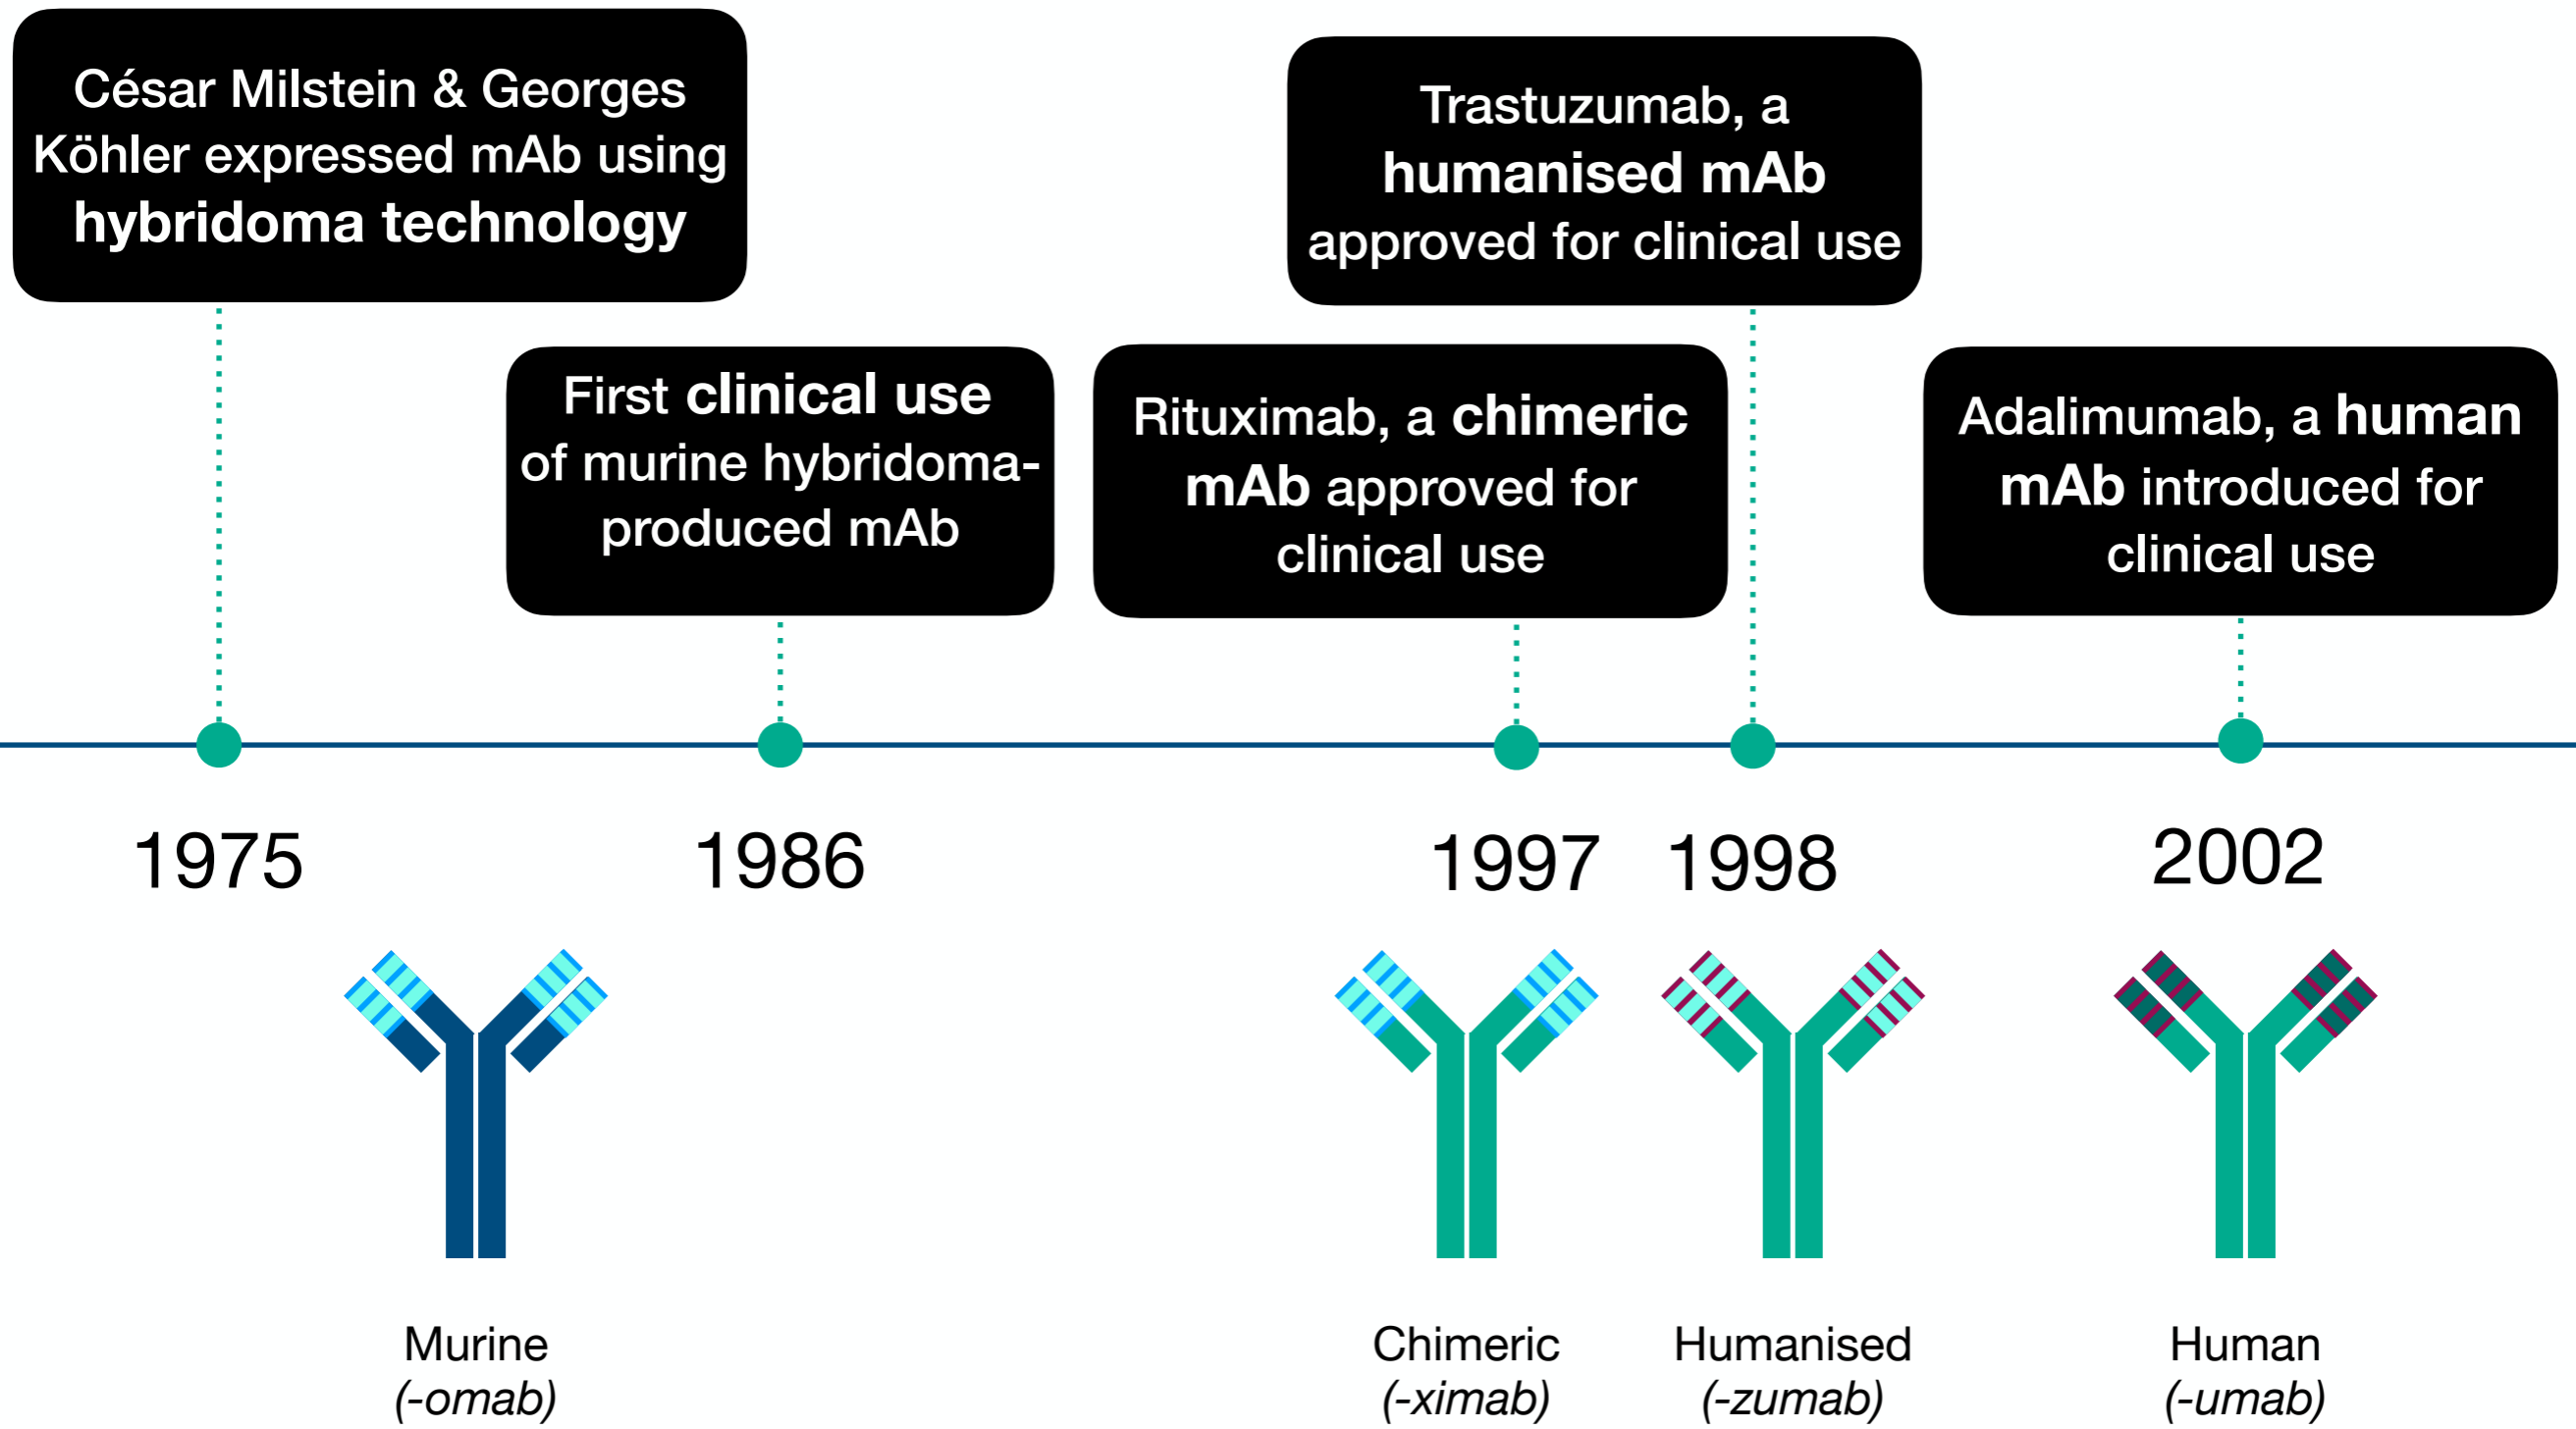 César Milstein & Georges
Köhler expressed mAb using
hybridoma technology
First clinical use
of murine hybridoma-
produced mAb
Rituximab, a chimeric
mAb approved for
clinical use
Trastuzumab, a
humanised mAb
approved for clinical use
Adalimumab, a human
mAb introduced for
clinical use
1975
1986
1997
1998
2002
Murine
(-omab)
Chimeric
(-ximab)
Humanised
(-zumab)
Human
(-umab)